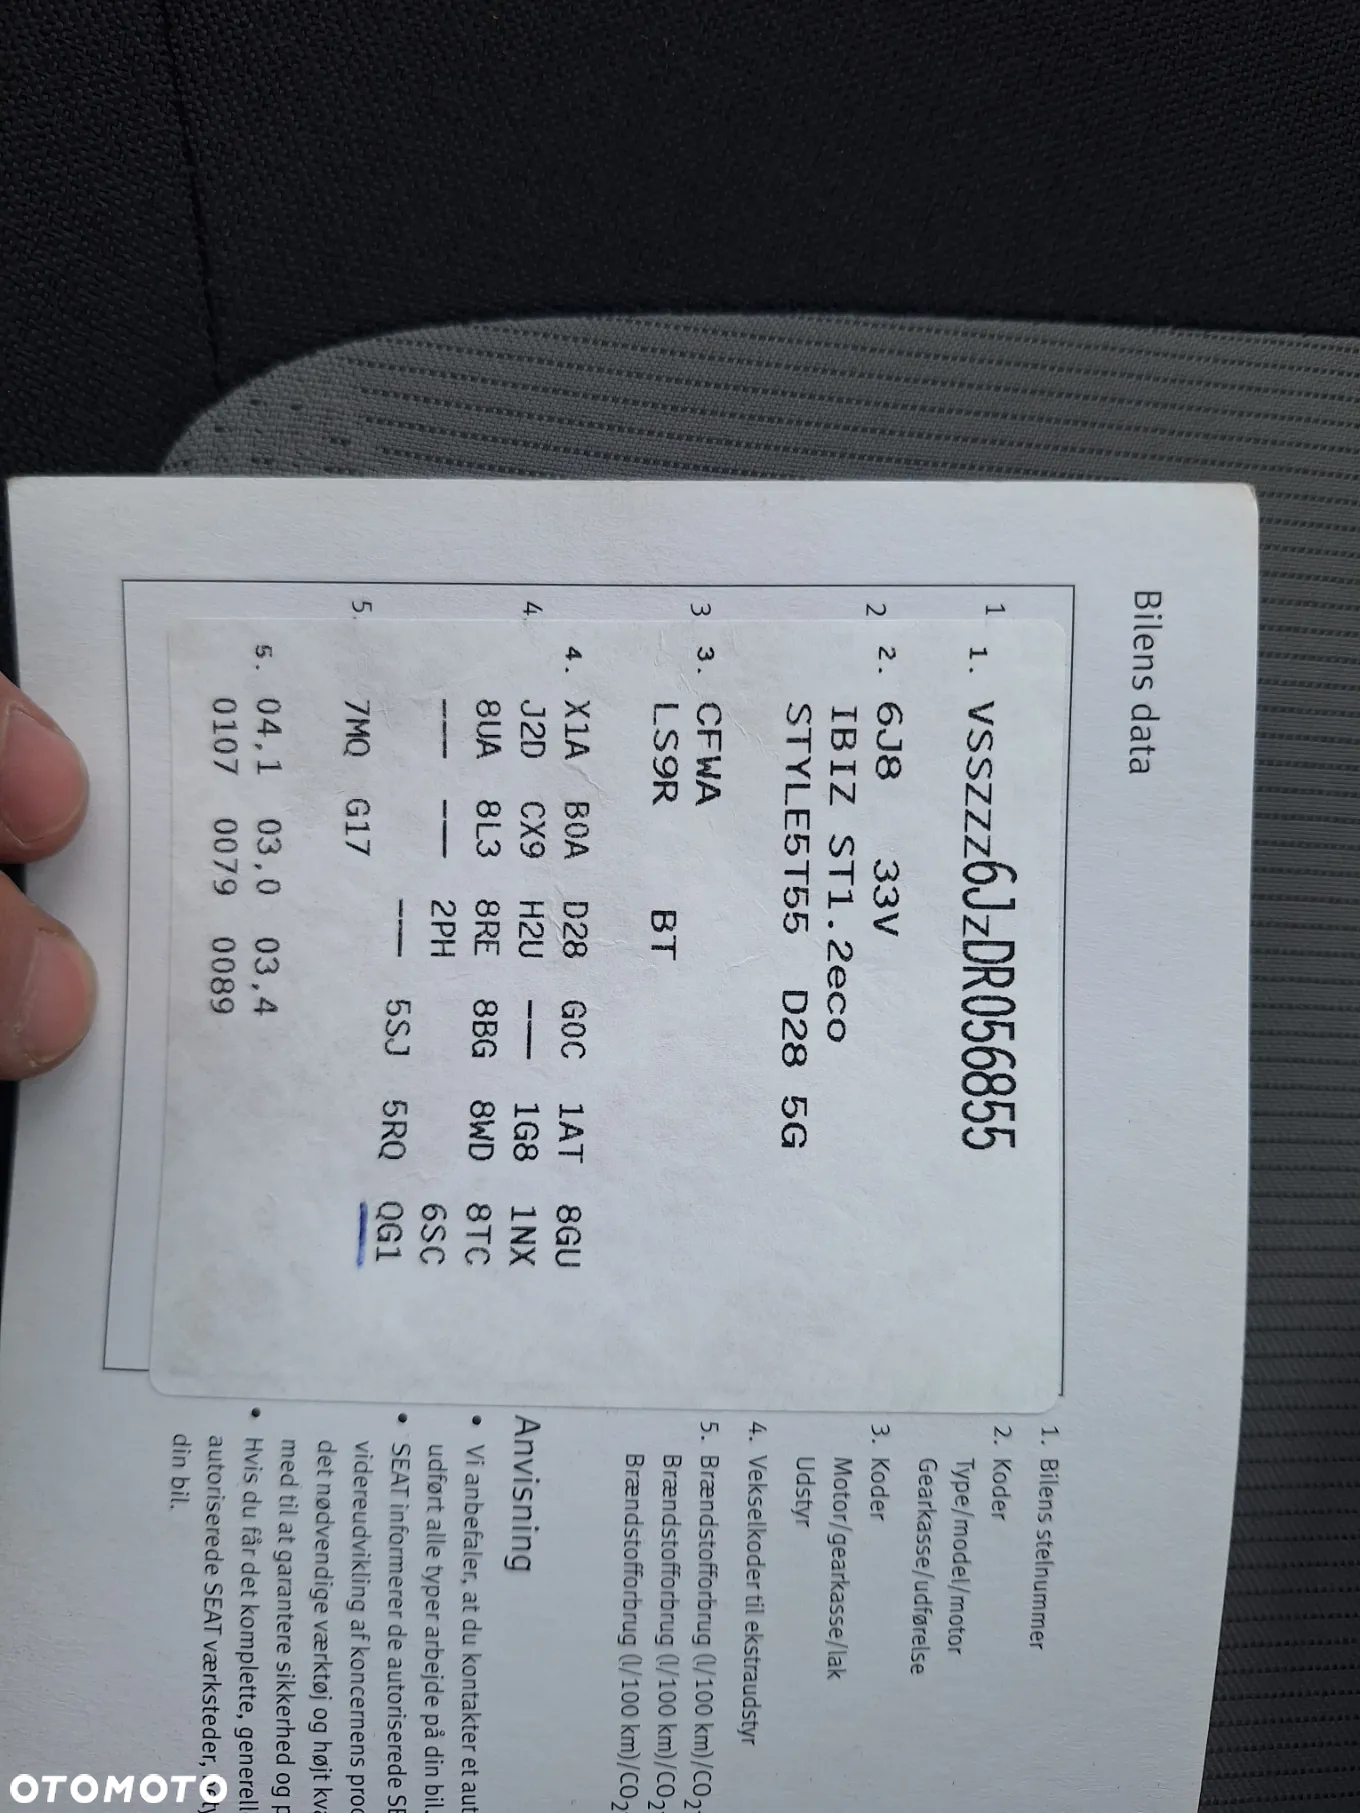 Bilens data
1 1. VSSZZZ6JZDR056855
2 2. 6J8 33V
IBIZ ST1.2eco
STYLE5T55 D28 5G
3 3. CFWA
LS9R BT
4. 4. X1A B0A D28 G0C 1AT 8GU
J2D CX9 H2U --- 1G8 1NX
8UA 8L3 8RE 8BG 8WD 8TC
--- --- 2PH 6SC
--- 5SJ 5RQ QG1
5. 7MQ G17
5. 04,1 03,0 03,4
0107 0079 0089
1. Bilens stelnummer
2. Koder
Type/model/motor
Gearkasse/udførelse
3. Koder
Motor/gearkasse/lak
Udstyr
4. Vekselkoder til ekstraudstyr
5. Brændstofforbrug (l/100 km)/CO2
Brændstofforbrug (l/100 km)/CO2
Brændstofforbrug (l/100 km)/CO2
Anvisning
• Vi anbefaler, at du kontakter et aut
udført alle typer arbejde på din bil.
• SEAT informerer de autoriserede SE
videreudvikling af koncernens prod
det nødvendige værktøj og højt kva
med til at garantere sikkerhed og p
• Hvis du får det komplette, generell
autoriserede SEAT værksteder,
din bil.
OTOMOTO